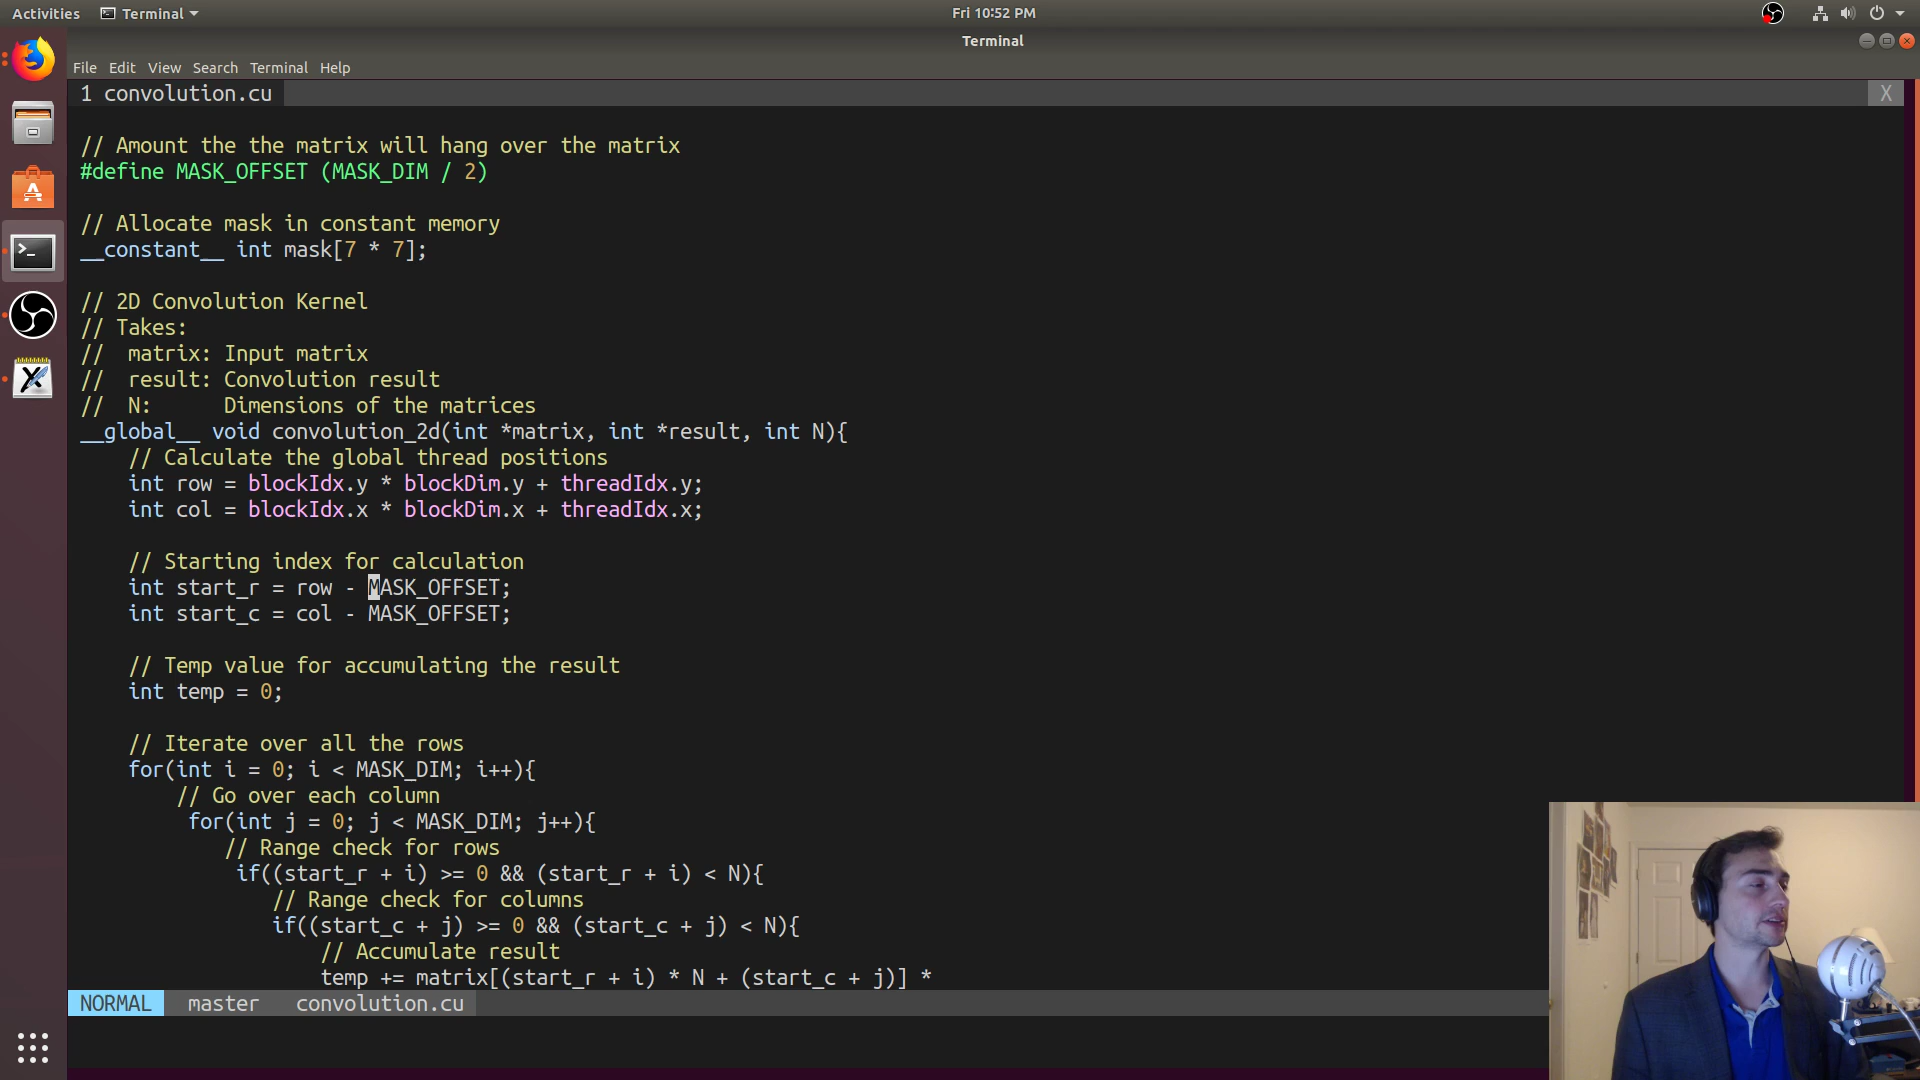 Activities Terminal Fri 10:52 PM
Terminal
File Edit View Search Terminal Help
1 convolution.cu X
// Amount the the matrix will hang over the matrix
#define MASK_OFFSET (MASK_DIM / 2)
// Allocate mask in constant memory
__constant__ int mask[7 * 7];
// 2D Convolution Kernel
// Takes:
//  matrix: Input matrix
//  result: Convolution result
//  N:      Dimensions of the matrices
__global__ void convolution_2d(int *matrix, int *result, int N){
    // Calculate the global thread positions
    int row = blockIdx.y * blockDim.y + threadIdx.y;
    int col = blockIdx.x * blockDim.x + threadIdx.x;
    // Starting index for calculation
    int start_r = row - MASK_OFFSET;
    int start_c = col - MASK_OFFSET;
    // Temp value for accumulating the result
    int temp = 0;
    // Iterate over all the rows
    for(int i = 0; i < MASK_DIM; i++){
        // Go over each column
         for(int j = 0; j < MASK_DIM; j++){
            // Range check for rows
             if((start_r + i) >= 0 && (start_r + i) < N){
                // Range check for columns
                if((start_c + j) >= 0 && (start_c + j) < N){
                    // Accumulate result
                    temp += matrix[(start_r + i) * N + (start_c + j)] *
NORMAL master convolution.cu